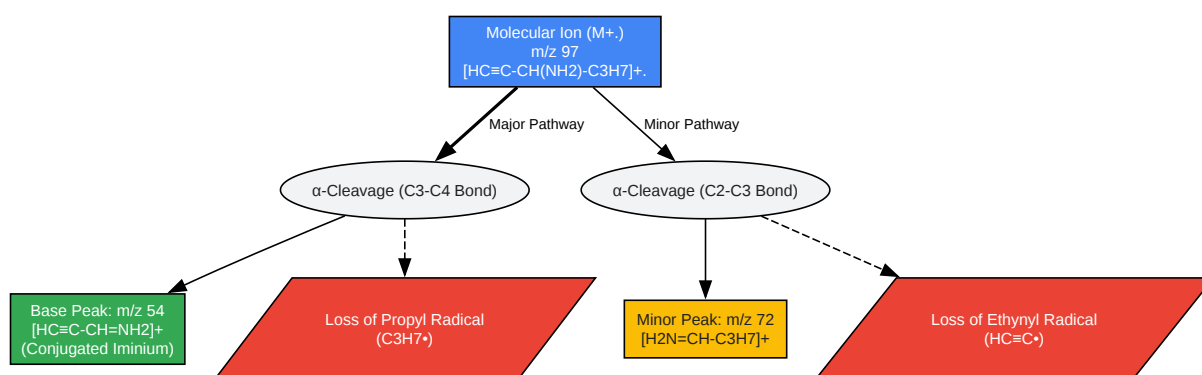 Molecular Ion (M+.)
m/z 97
[HC≡C-CH(NH2)-C3H7]+.
Major Pathway
Minor Pathway
α-Cleavage (C3-C4 Bond)
α-Cleavage (C2-C3 Bond)
Base Peak: m/z 54
[HC≡C-CH=NH2]+
(Conjugated Iminium)
Loss of Propyl Radical
(C3H7•)
Minor Peak: m/z 72
[H2N=CH-C3H7]+
Loss of Ethynyl Radical
(HC≡C•)